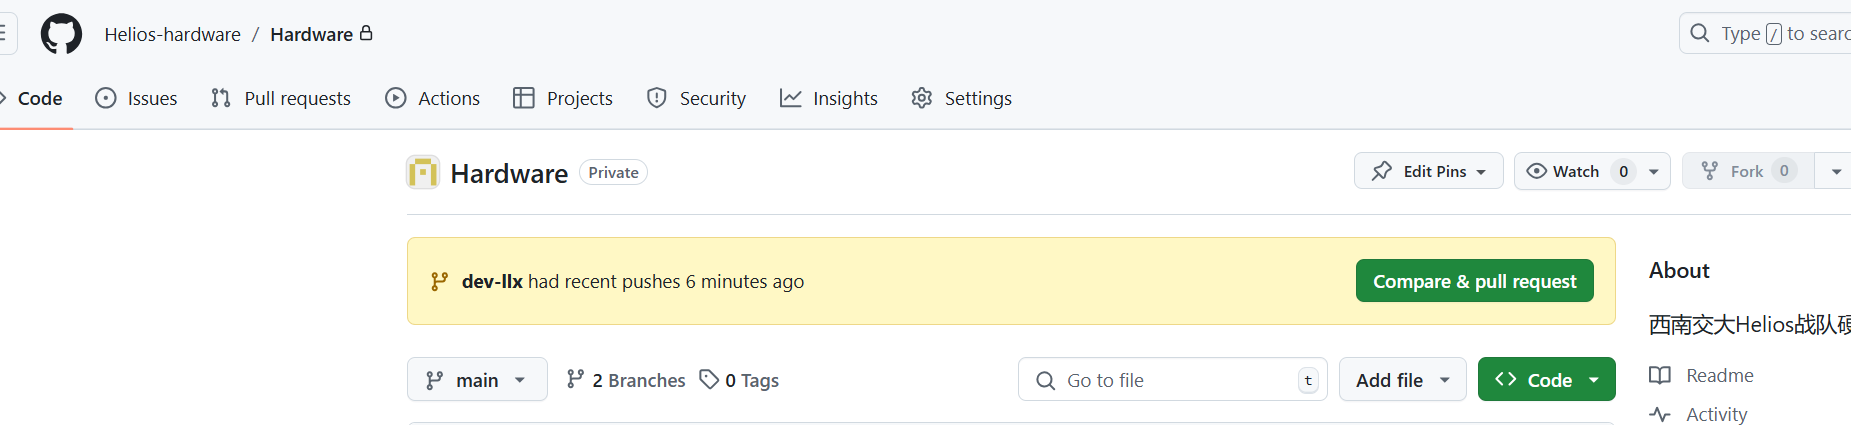 Helios-hardware / Hardware
Type / to searc
Code Issues Pull requests Actions Projects Security Insights Settings
Hardware Private
Edit Pins Watch 0 Fork 0
dev-llx had recent pushes 6 minutes ago
Compare & pull request
About
西南交大Helios战队硬
main 2 Branches 0 Tags
Go to file t
Add file
Code
Readme
Activity